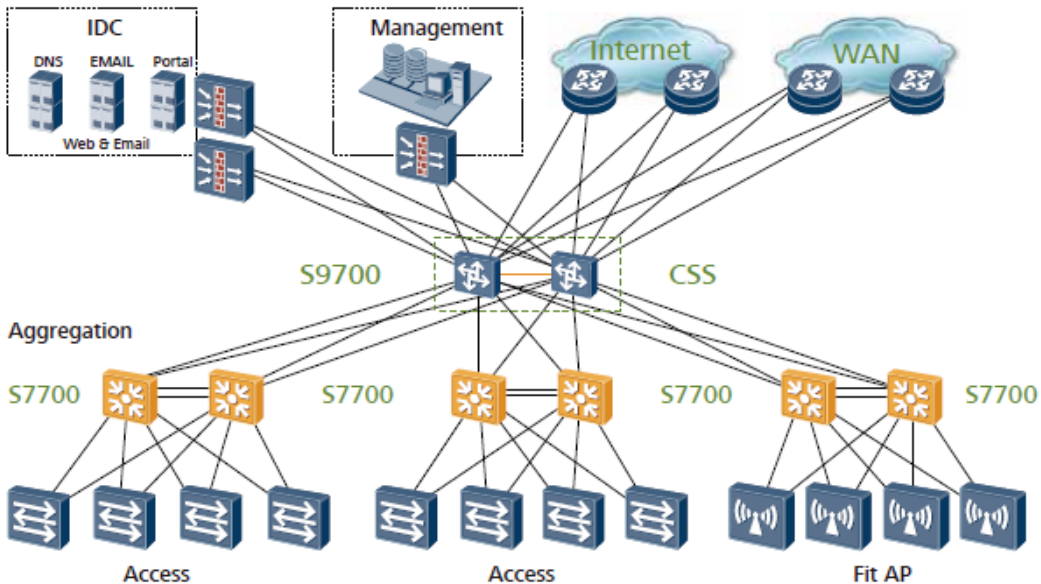 IDC
Management
Internet
WAN
DNS
EMAIL
Portal
Web & Email
S9700
CSS
Aggregation
S7700
S7700
S7700
S7700
Access
Access
Fit AP